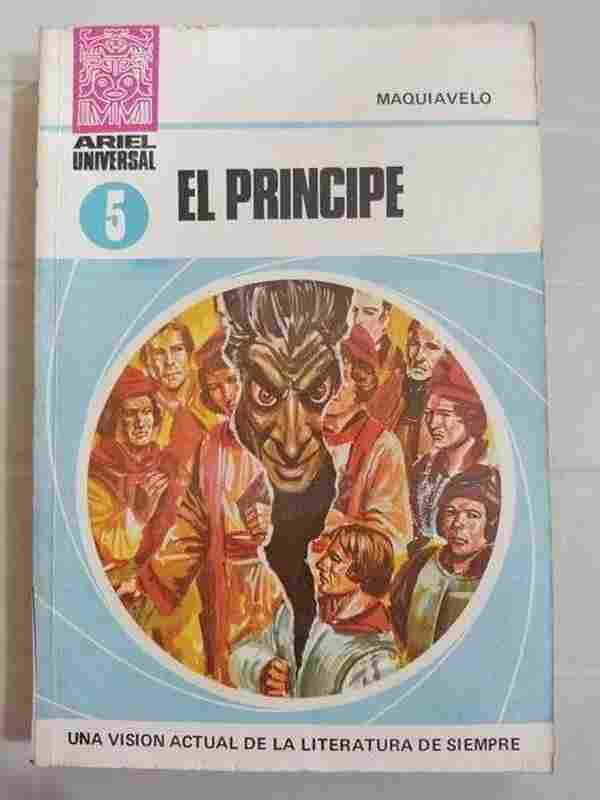 MAQUIAVELO
ARIEL
UNIVERSAL
5
EL PRINCIPE
UNA VISION ACTUAL DE LA LITERATURA DE SIEMPRE